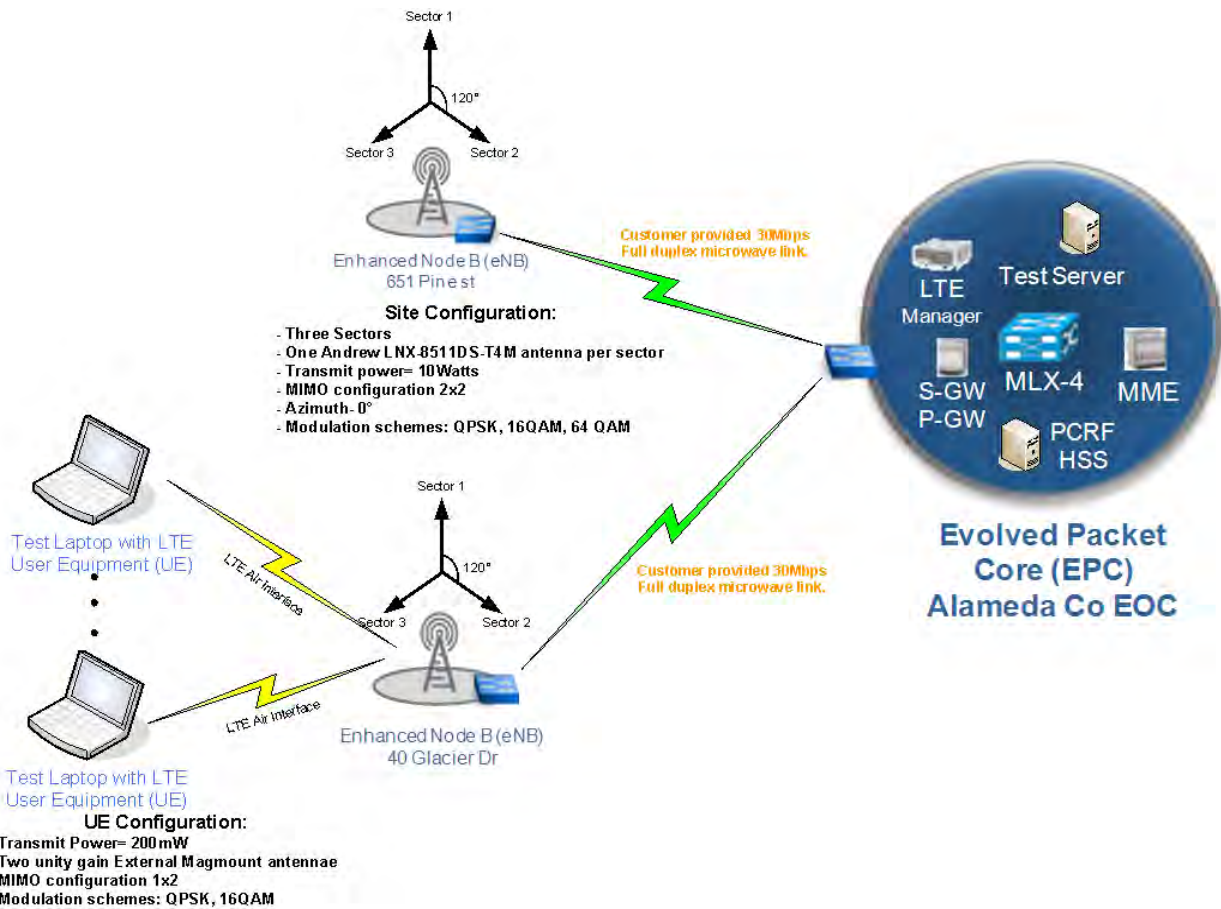 Sector 1
120°
Sector 3
Sector 2
Enhanced Node B (eNB)
651 Pine st
Site Configuration:
- Three Sectors
- One Andrew LNX-8511DS-T4M antenna per sector
- Transmit power= 10Watts
- MIMO configuration 2x2
- Azimuth- 0°
- Modulation schemes: QPSK, 16QAM, 64 QAM
Customer provided 30Mbps
Full duplex microwave link.
Test Server
LTE
Manager
S-GW
P-GW
MLX-4
MME
PCRF
HSS
Evolved Packet
Core (EPC)
Alameda Co EOC
Test Laptop with LTE
User Equipment (UE)
LTE Air Interface
Sector 1
120°
Sector 3
Sector 2
Customer provided 30Mbps
Full duplex microwave link.
LTE Air Interface
Enhanced Node B (eNB)
40 Glacier Dr
Test Laptop with LTE
User Equipment (UE)
UE Configuration:
Transmit Power= 200mW
Two unity gain External Magmount antennae
MIMO configuration 1x2
Modulation schemes: QPSK, 16QAM